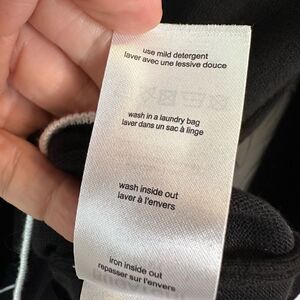 use mild detergent
laver avec une lessive douce
wash in a laundry bag
laver dans un sac à linge
wash inside out
laver à l'envers
iron inside out
repasser sur l'envers